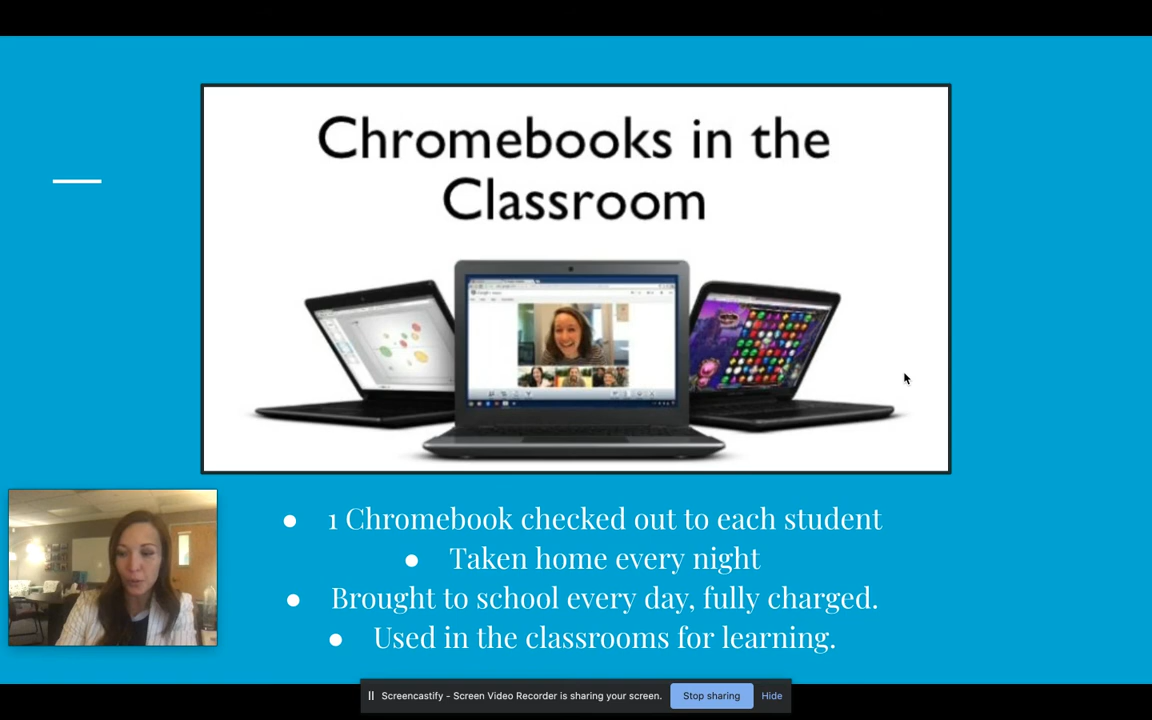 Chromebooks in the
Classroom
● 1 Chromebook checked out to each student
● Taken home every night
● Brought to school every day, fully charged.
● Used in the classrooms for learning.
Screencastify - Screen Video Recorder is sharing your screen. Stop sharing Hide